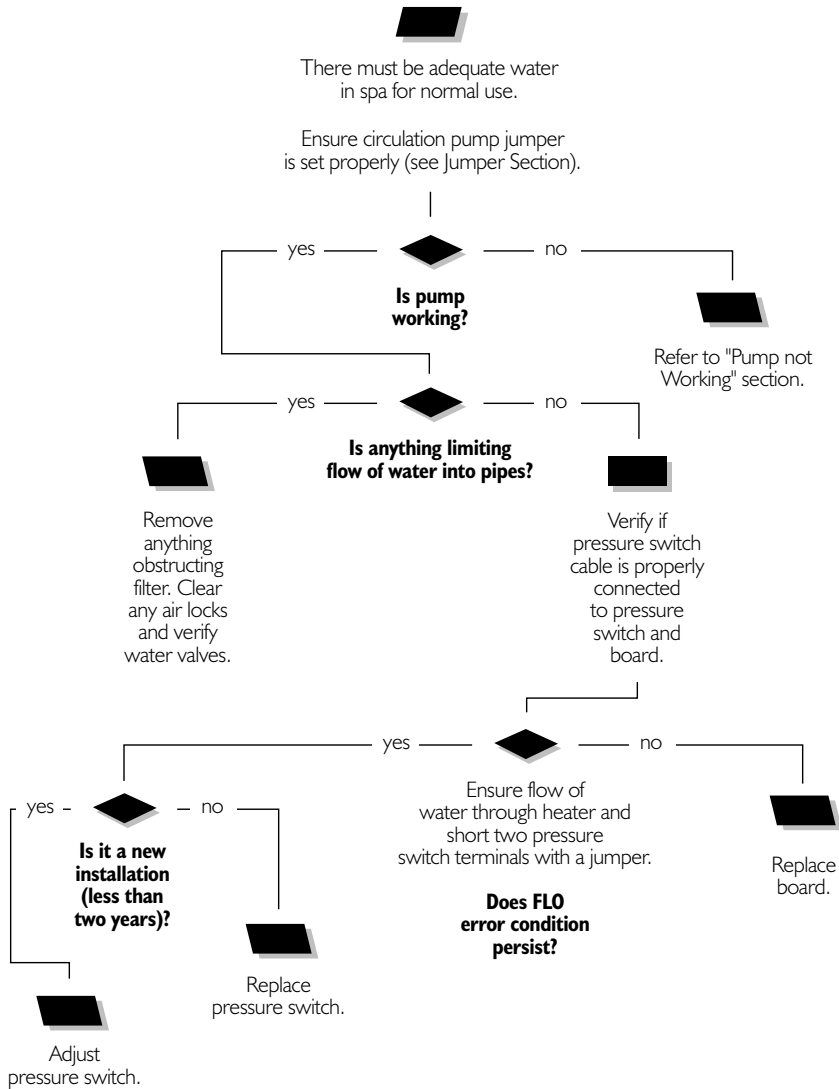 There must be adequate water
in spa for normal use.
Ensure circulation pump jumper
is set properly (see Jumper Section).
yes
no
Is pump
working?
Refer to "Pump not
Working" section.
yes
no
Is anything limiting
flow of water into pipes?
Remove
anything
obstructing
filter. Clear
any air locks
and verify
water valves.
Verify if
pressure switch
cable is properly
connected
to pressure
switch and
board.
yes
no
Ensure flow of
water through heater and
short two pressure
switch terminals with a jumper.
Does FLO
error condition
persist?
Replace
board.
yes
no
Is it a new
installation
(less than
two years)?
Replace
pressure switch.
Adjust
pressure switch.